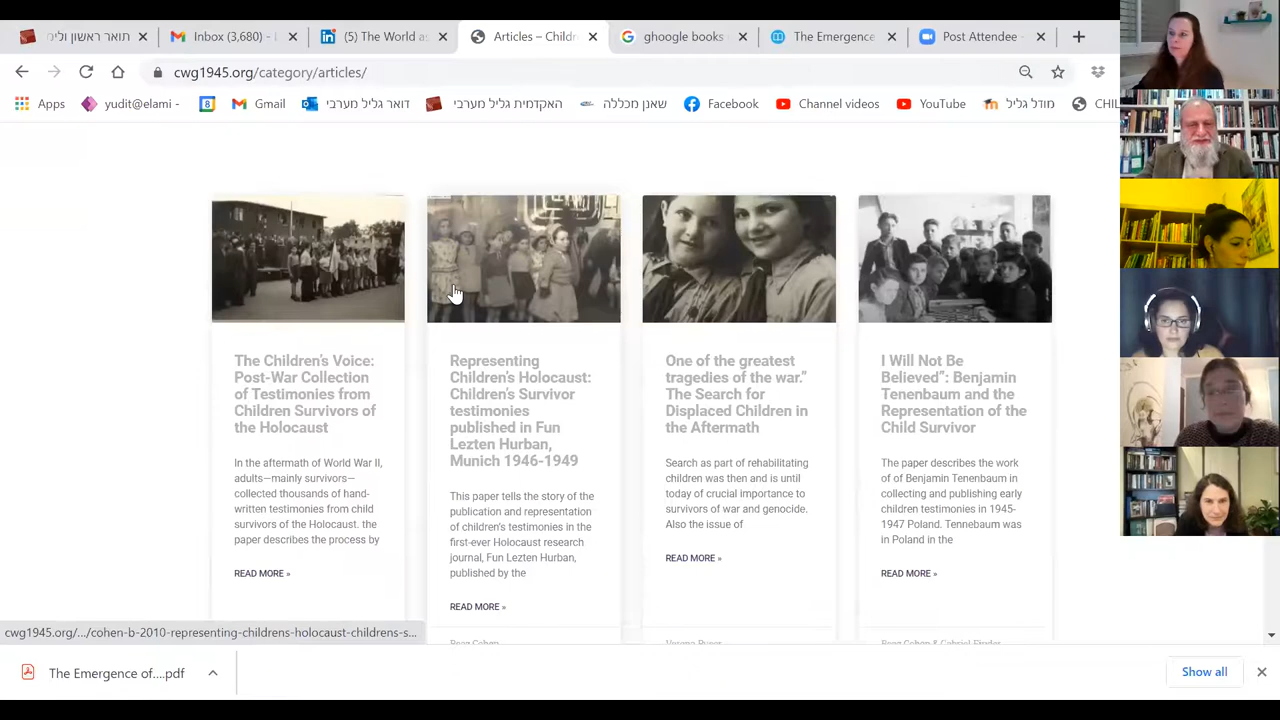 תואר ראשון ולימ
Inbox (3,680) -
(5) The World a
Articles – Childr
ghoogle books
The Emergence
Post Attendee -
cwg1945.org/category/articles/
Apps
yudit@elami -
Gmail
דואר גליל מערבי
האקדמית גליל מערבי
שאנן מכללה
Facebook
Channel videos
YouTube
מודל גליל
CHIL
The Children's Voice:
Post-War Collection
of Testimonies from
Children Survivors of
the Holocaust
In the aftermath of World War II,
adults—mainly survivors—
collected thousands of hand-
written testimonies from child
survivors of the Holocaust. the
paper describes the process by
READ MORE »
Representing
Children's Holocaust:
Children's Survivor
testimonies
published in Fun
Lezten Hurban,
Munich 1946-1949
This paper tells the story of the
publication and representation
of children's testimonies in the
first-ever Holocaust research
journal, Fun Lezten Hurban,
published by the
READ MORE »
One of the greatest
tragedies of the war."
The Search for
Displaced Children in
the Aftermath
Search as part of rehabilitating
children was then and is until
today of crucial importance to
survivors of war and genocide.
Also the issue of
READ MORE »
I Will Not Be
Believed": Benjamin
Tenenbaum and the
Representation of the
Child Survivor
The paper describes the work
of of Benjamin Tenenbaum in
collecting and publishing early
children testimonies in 1945-
1947 Poland. Tennebaum was
in Poland in the
READ MORE »
cwg1945.org/.../cohen-b-2010-representing-childrens-holocaust-childrens-s...
The Emergence of....pdf
Show all